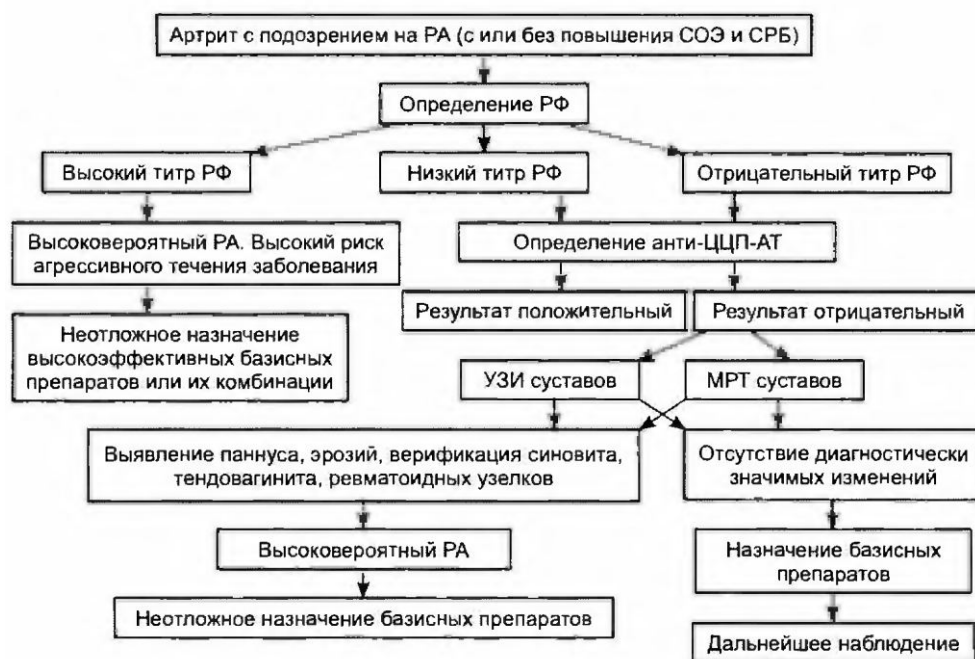 Артрит с подозрением на РА (с или без повышения СОЭ и СРБ)
Определение РФ
Высокий титр РФ
Низкий титр РФ
Отрицательный титр РФ
Высоковероятный РА. Высокий риск
агрессивного течения заболевания
Определение анти-ЦЦП-АТ
Результат положительный
Результат отрицательный
Неотложное назначение
высокоэффективных базисных
препаратов или их комбинации
УЗИ суставов
МРТ суставов
Выявление паннуса, эрозий, верификация синовита,
тендовагинита, ревматоидных узелков
Отсутствие диагностически
значимых изменений
Высоковероятный РА
Назначение базисных
препаратов
Неотложное назначение базисных препаратов
Дальнейшее наблюдение